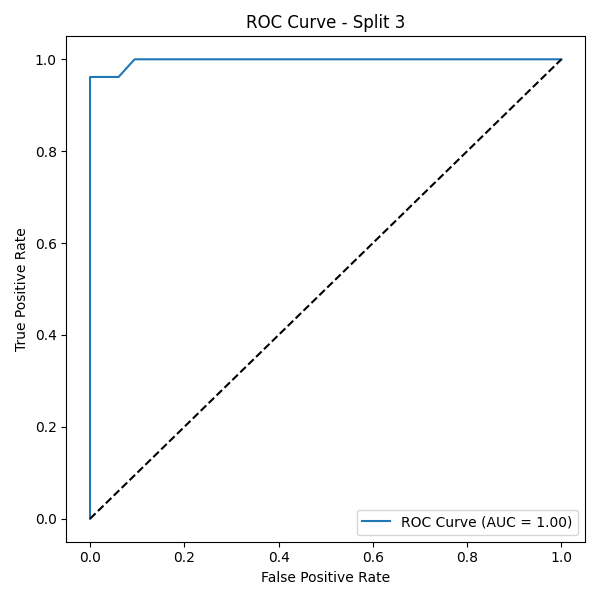 ROC Curve - Split 3
True Positive Rate
1.0
0.8
0.6
0.4
0.2
0.0
ROC Curve (AUC = 1.00)
0.0 0.2 0.4 0.6 0.8 1.0
False Positive Rate